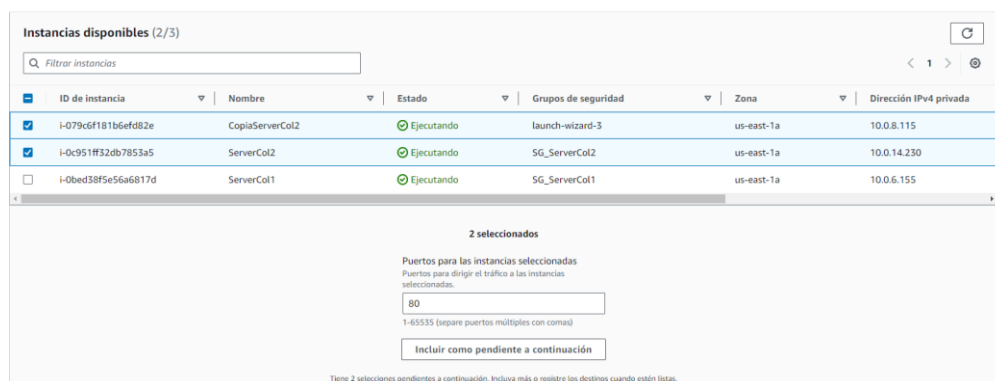 Instancias disponibles (2/3)
Filtrar instancias
1
ID de instancia Nombre Estado Grupos de seguridad Zona Dirección IPv4 privada
i-079c6f181b6efd82e CopiaServerCol2 Ejecutando launch-wizard-3 us-east-1a 10.0.8.115
i-0c951ff32db7853a5 ServerCol2 Ejecutando SG_ServerCol2 us-east-1a 10.0.14.230
i-0bed38f5e56a6817d ServerCol1 Ejecutando SG_ServerCol1 us-east-1a 10.0.6.155
2 seleccionados
Puertos para las instancias seleccionadas
Puertos para dirigir el tráfico a las instancias
seleccionadas.
80
1-65535 (separe puertos múltiples con comas)
Incluir como pendiente a continuación
Tiene 2 selecciones pendientes a continuación. Incluya más o registre los destinos cuando estén listas.